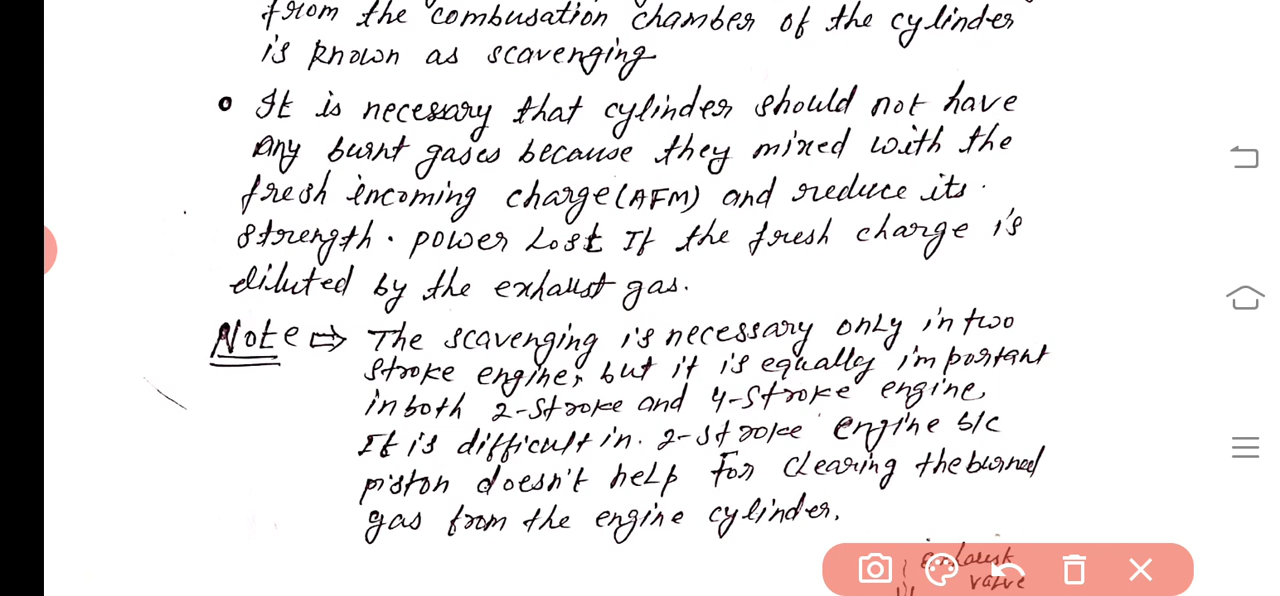 from the combusation chamber of the cylinder
is known as scavenging
• It is necessary that cylinder should not have
any burnt gases because they mixed with the
fresh incoming charge (AFM) and reduce its
strength. power Lost If the fresh charge is
diluted by the exhaust gas.
Note ⇨ The scavenging is necessary only in two
stroke engines but it is equally important
in both 2-stroke and 4-stroke engine
It is difficult in. 2-stroke engine b/c
piston doesn't help for clearing the burned
gas from the engine cylinder.
exhaust
valve